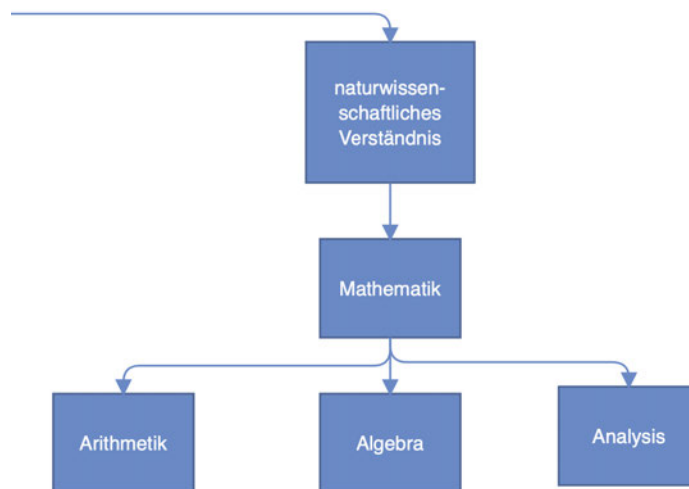 naturwissen-
schaftliches
Verständnis
Mathematik
Arithmetik
Algebra
Analysis